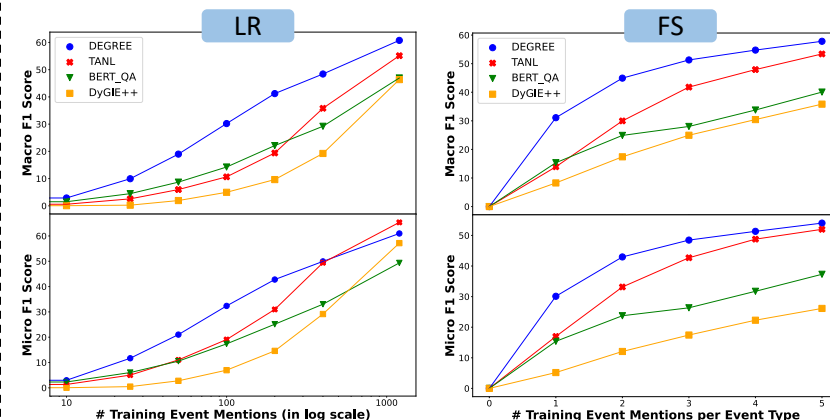 LR
FS
DEGREE
TANL
BERT_QA
DyGIE++
Macro F1 Score
60
50
40
30
20
10
0
DEGREE
TANL
BERT_QA
DyGIE++
Macro F1 Score
60
50
40
30
20
10
0
Micro F1 Score
60
50
40
30
20
10
0
10
100
1000
# Training Event Mentions (in log scale)
Micro F1 Score
50
40
30
20
10
0
0
1
2
3
4
5
# Training Event Mentions per Event Type